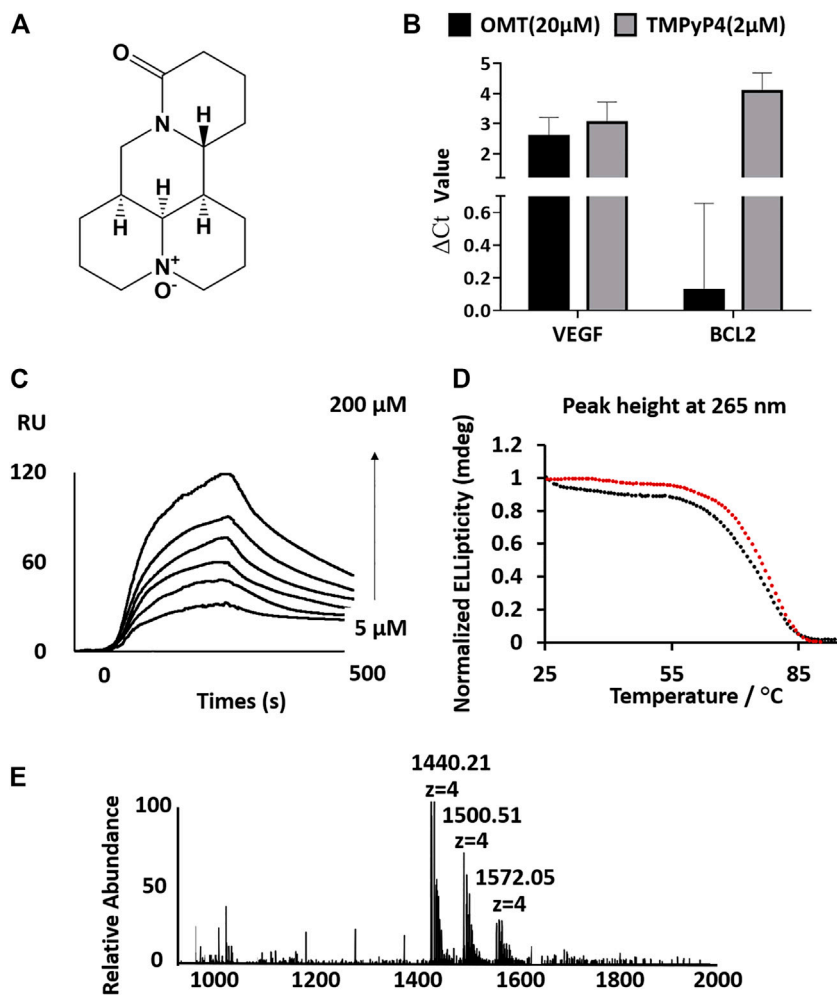 A
O
N
H
H
H
H
N+
O-
B
OMT(20μM) TMPyP4(2μM)
ΔCt Value
5
4
3
2
0.6
0.4
0.2
0.0
VEGF BCL2
C
RU
200 μM
120
60
0
5 μM
0 500
Times (s)
D
Peak height at 265 nm
Normalized ELLipticity (mdeg)
1.2
1
0.8
0.6
0.4
0.2
0
25 55 85
Temperature / °C
E
Relative Abundance
100
50
0
1440.21
z=4
1500.51
z=4
1572.05
z=4
1000 1200 1400 1600 1800 2000